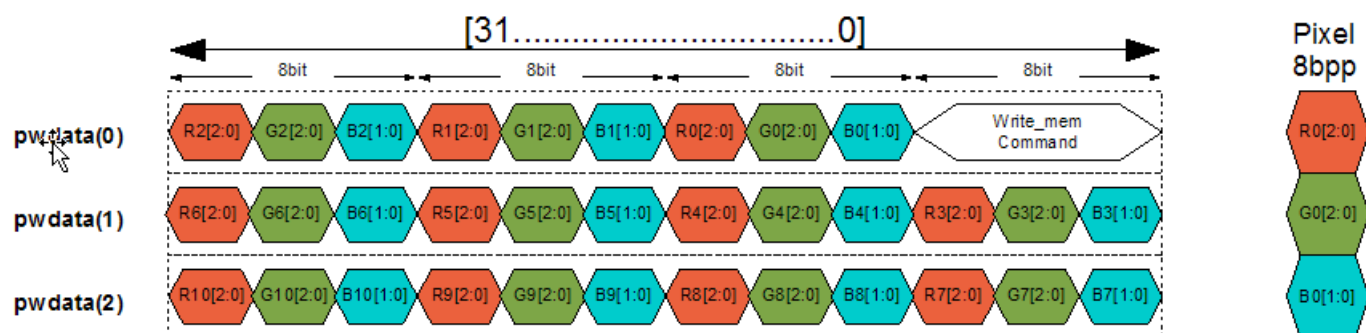 [31.................................0]
Pixel
8bpp
8bit 8bit 8bit 8bit
pwdata(0) R2[2:0] G2[2:0] B2[1:0] R1[2:0] G1[2:0] B1[1:0] R0[2:0] G0[2:0] B0[1:0] Write_mem
Command
R0[2:0]
pwdata(1) R6[2:0] G6[2:0] B6[1:0] R5[2:0] G5[2:0] B5[1:0] R4[2:0] G4[2:0] B4[1:0] R3[2:0] G3[2:0] B3[1:0]
G0[2:0]
pwdata(2) R10[2:0] G10[2:0] B10[1:0] R9[2:0] G9[2:0] B9[1:0] R8[2:0] G8[2:0] B8[1:0] R7[2:0] G7[2:0] B7[1:0]
B0[1:0]